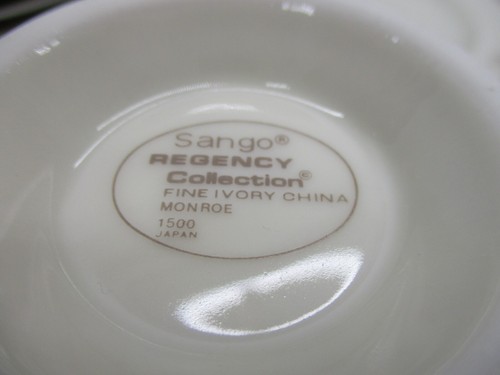 Sango®
REGENCY
Collection©
FINE IVORY CHINA
MONROE
1500
JAPAN